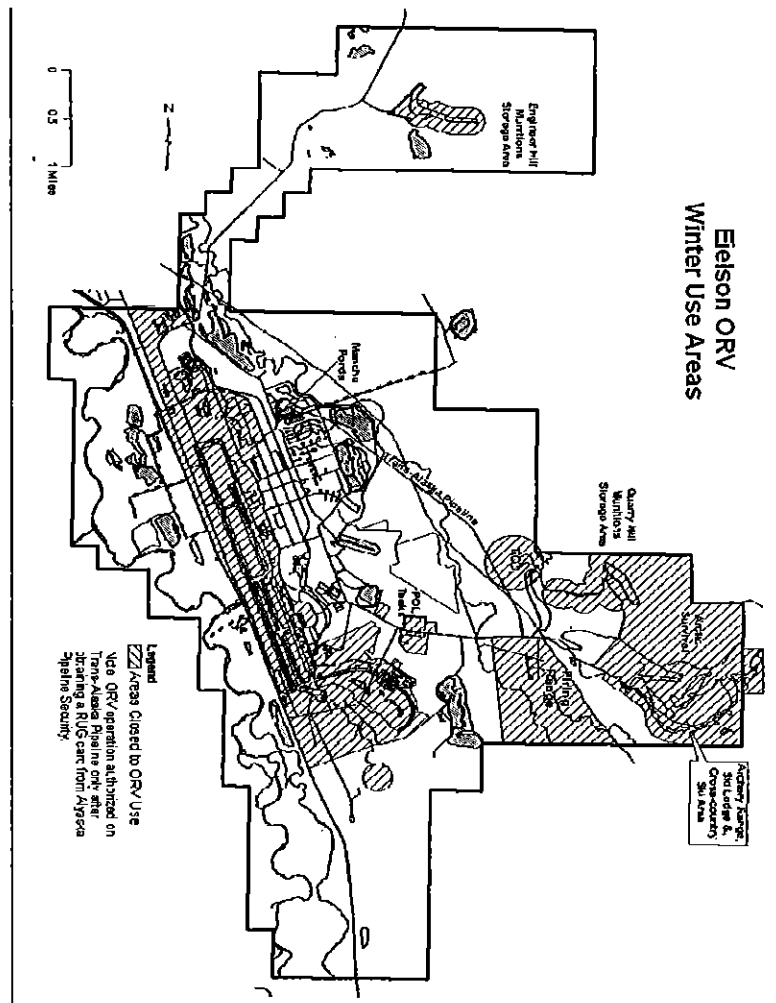 Eielson ORV
Winter Use Areas
Engineer Hill
Munitions
Storage Area
Z
0
0.5
1 Miles
Manchu
Ponds
Trans-Alaska Pipeline
Quarry Hill
Munitions
Storage Area
POL
Tanks
Arctic
Survival
Firing
Range
Archery Range,
Ski Lodge &
Cross-country
Ski Area
Legend
Areas Closed to ORV Use
Note ORV operation authorized on
Trans-Alaska Pipeline only after
obtaining a RUG card from Alyeska
Pipeline Security.